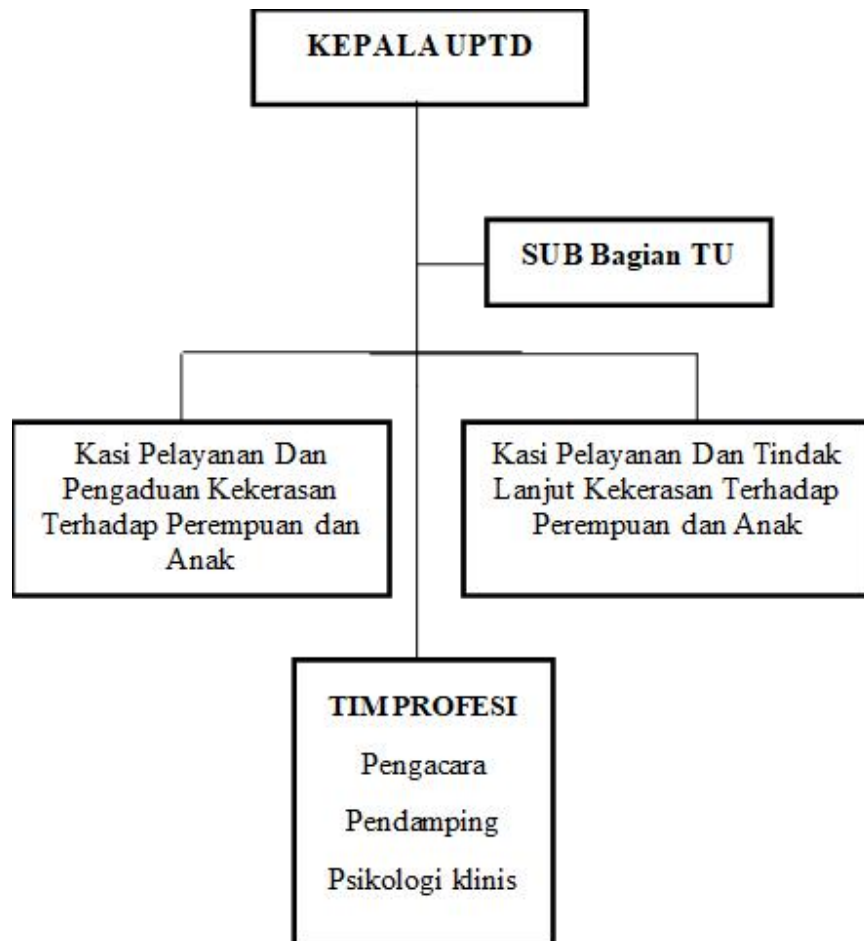 KEPALA UPTD
SUB Bagian TU
Kasi Pelayanan Dan
Pengaduan Kekerasan
Terhadap Perempuan dan
Anak
Kasi Pelayanan Dan Tindak
Lanjut Kekerasan Terhadap
Perempuan dan Anak
TIM PROFESI
Pengacara
Pendamping
Psikologi klinis